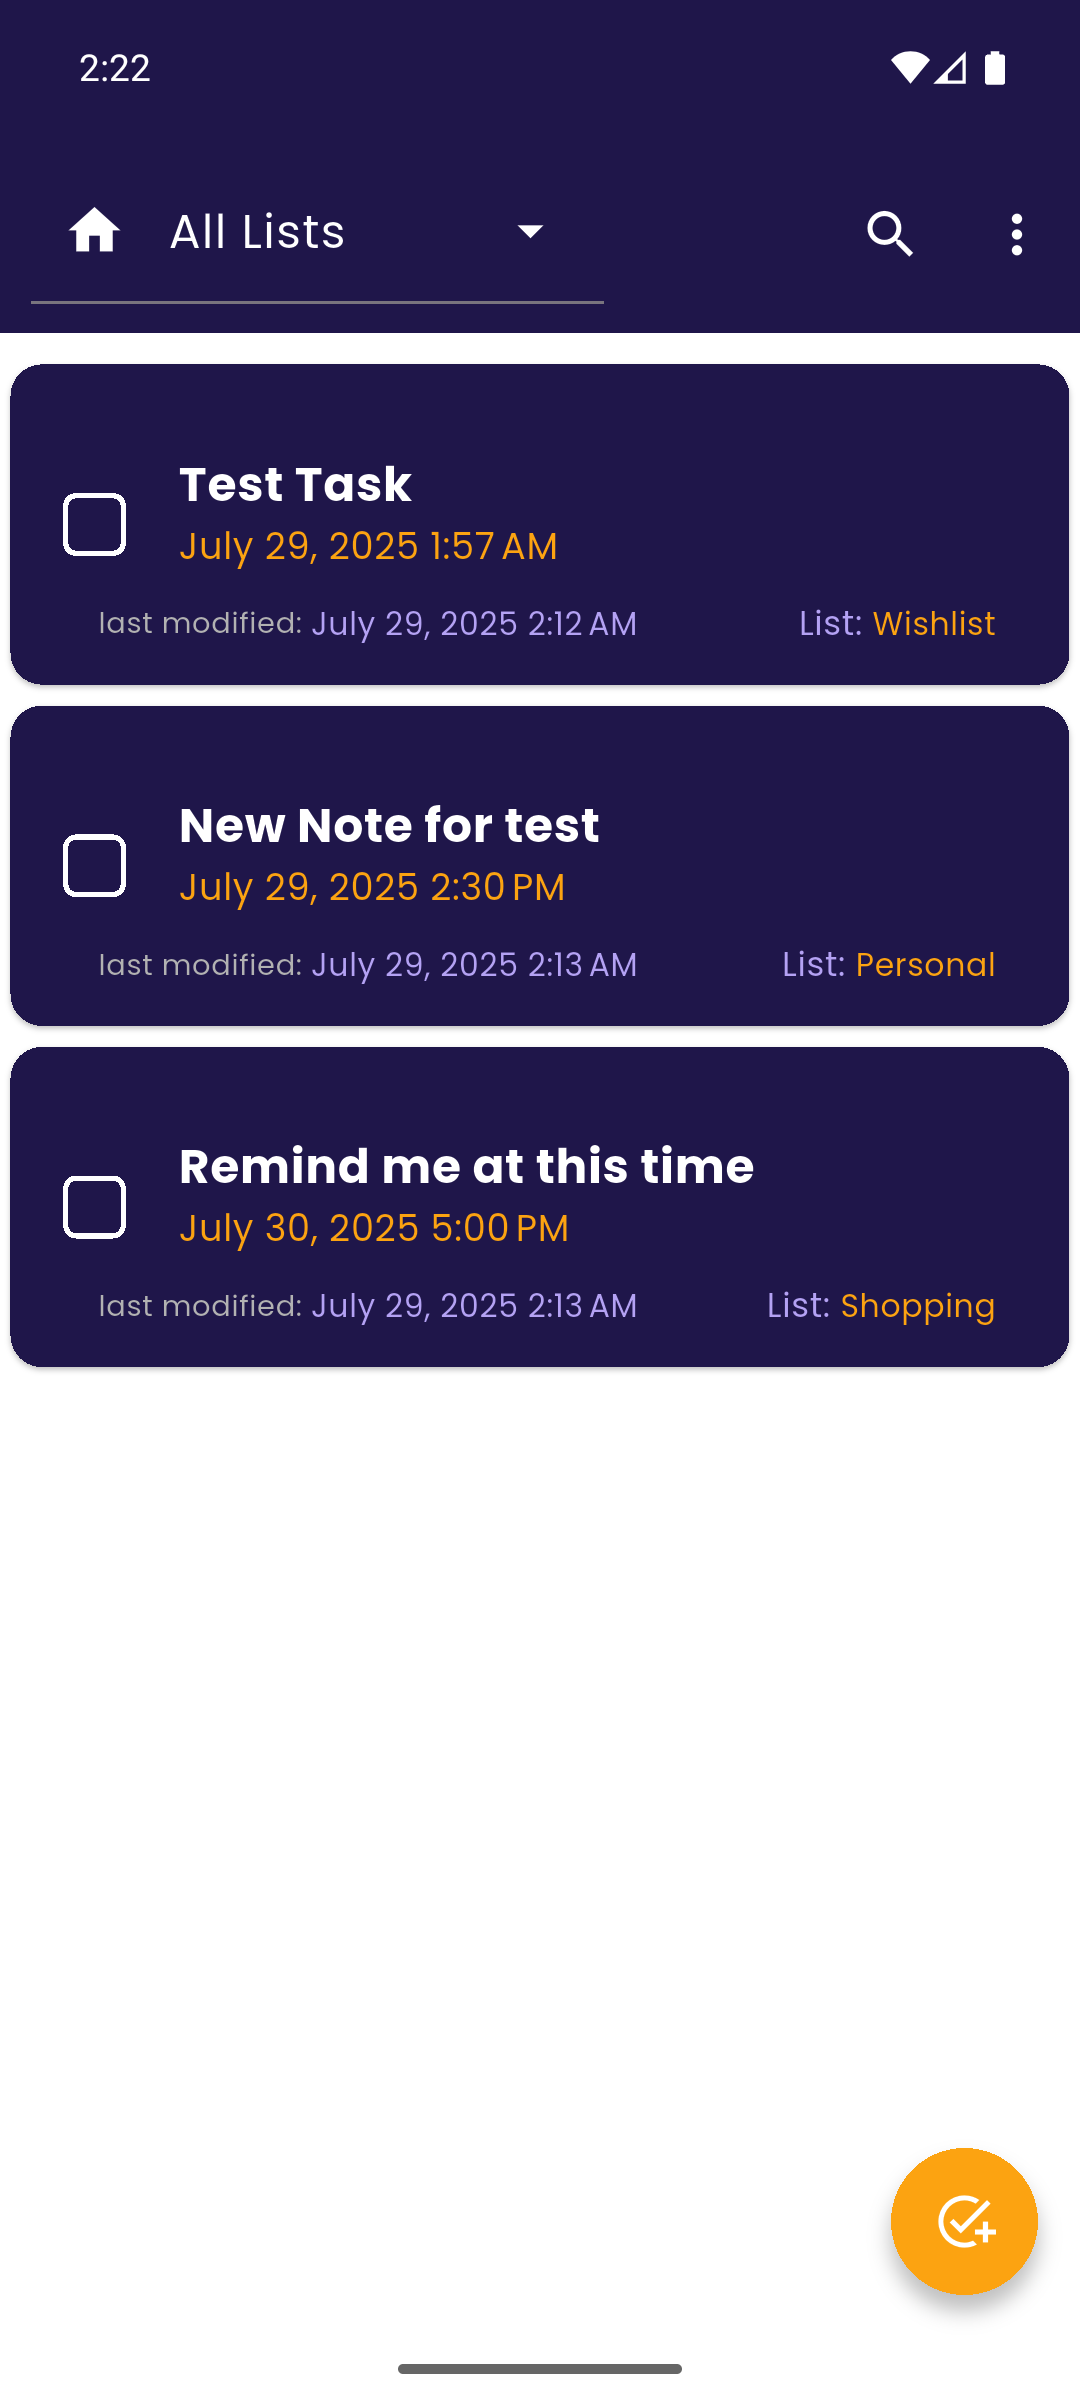 2:22
All Lists
Test Task
July 29, 2025 1:57 AM
last modified: July 29, 2025 2:12 AM List: Wishlist
New Note for test
July 29, 2025 2:30 PM
last modified: July 29, 2025 2:13 AM List: Personal
Remind me at this time
July 30, 2025 5:00 PM
last modified: July 29, 2025 2:13 AM List: Shopping